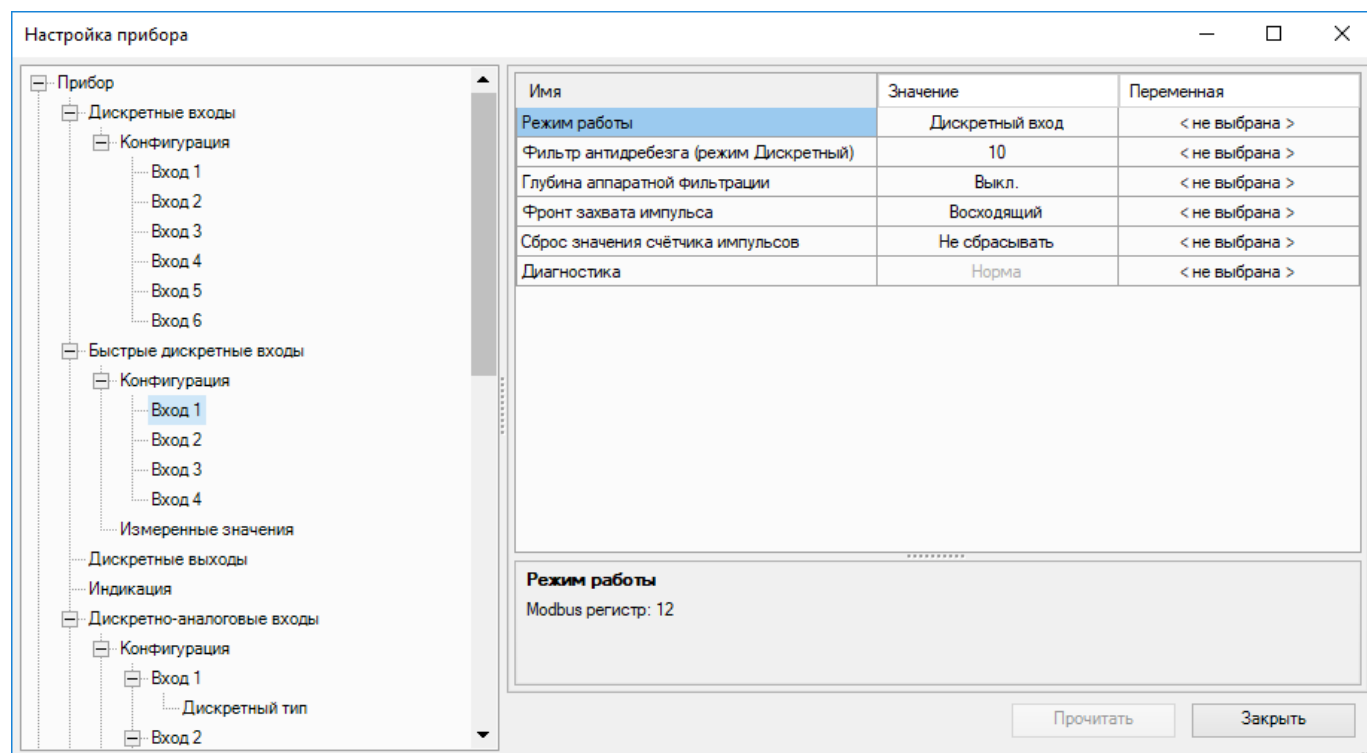 Настройка прибора
Прибор
Дискретные входы
Конфигурация
Вход 1
Вход 2
Вход 3
Вход 4
Вход 5
Вход 6
Быстрые дискретные входы
Конфигурация
Вход 1
Вход 2
Вход 3
Вход 4
Измеренные значения
Дискретные выходы
Индикация
Дискретно-аналоговые входы
Конфигурация
Вход 1
Дискретный тип
Вход 2
Имя Значение Переменная
Режим работы Дискретный вход < не выбрана >
Фильтр антидребезга (режим Дискретный) 10 < не выбрана >
Глубина аппаратной фильтрации Выкл. < не выбрана >
Фронт захвата импульса Восходящий < не выбрана >
Сброс значения счётчика импульсов Не сбрасывать < не выбрана >
Диагностика Норма < не выбрана >
Режим работы
Modbus регистр: 12
Прочитать Закрыть